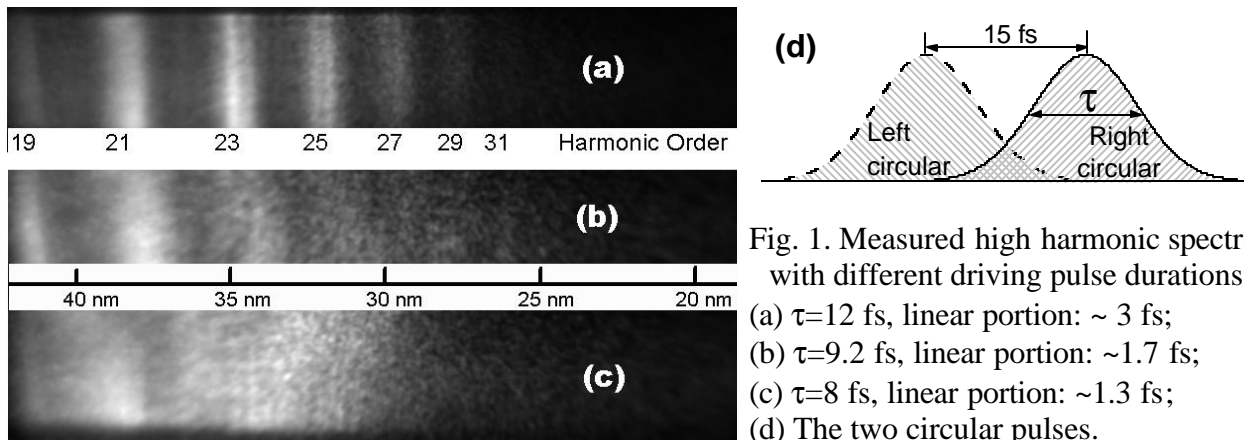 (a)
19 21 23 25 27 29 31 Harmonic Order
(b)
40 nm 35 nm 30 nm 25 nm 20 nm
(c)
(d)
15 fs
τ
Left circular
Right circular
Fig. 1. Measured high harmonic spectr
with different driving pulse durations
(a) τ=12 fs, linear portion: ~ 3 fs;
(b) τ=9.2 fs, linear portion: ~1.7 fs;
(c) τ=8 fs, linear portion: ~1.3 fs;
(d) The two circular pulses.